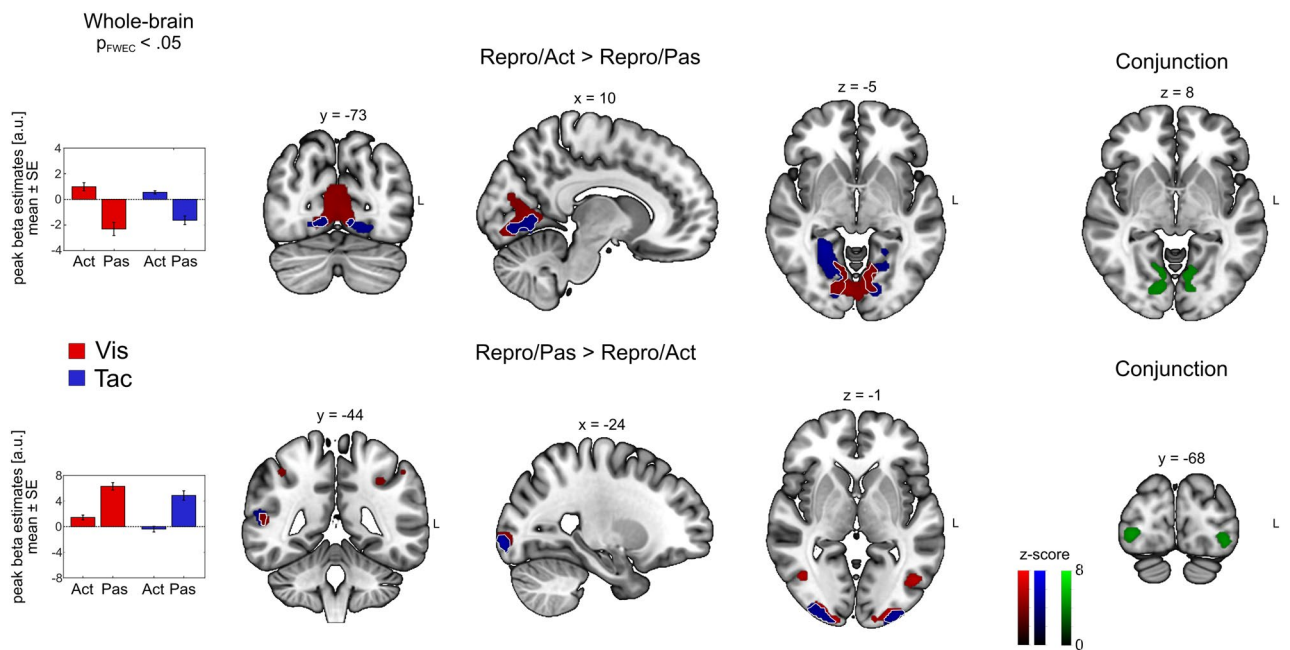 Whole-brain
pFWEC < .05
Repro/Act > Repro/Pas
Conjunction
y = -73
x = 10
z = -5
z = 8
peak beta estimates [a.u.]
mean ± SE
4
2
0
-2
-4
Act Pas Act Pas
L
L
L
Vis
Tac
Repro/Pas > Repro/Act
Conjunction
y = -44
x = -24
z = -1
y = -68
peak beta estimates [a.u.]
mean ± SE
8
4
0
-4
-8
Act Pas Act Pas
L
L
L
z-score
8
0